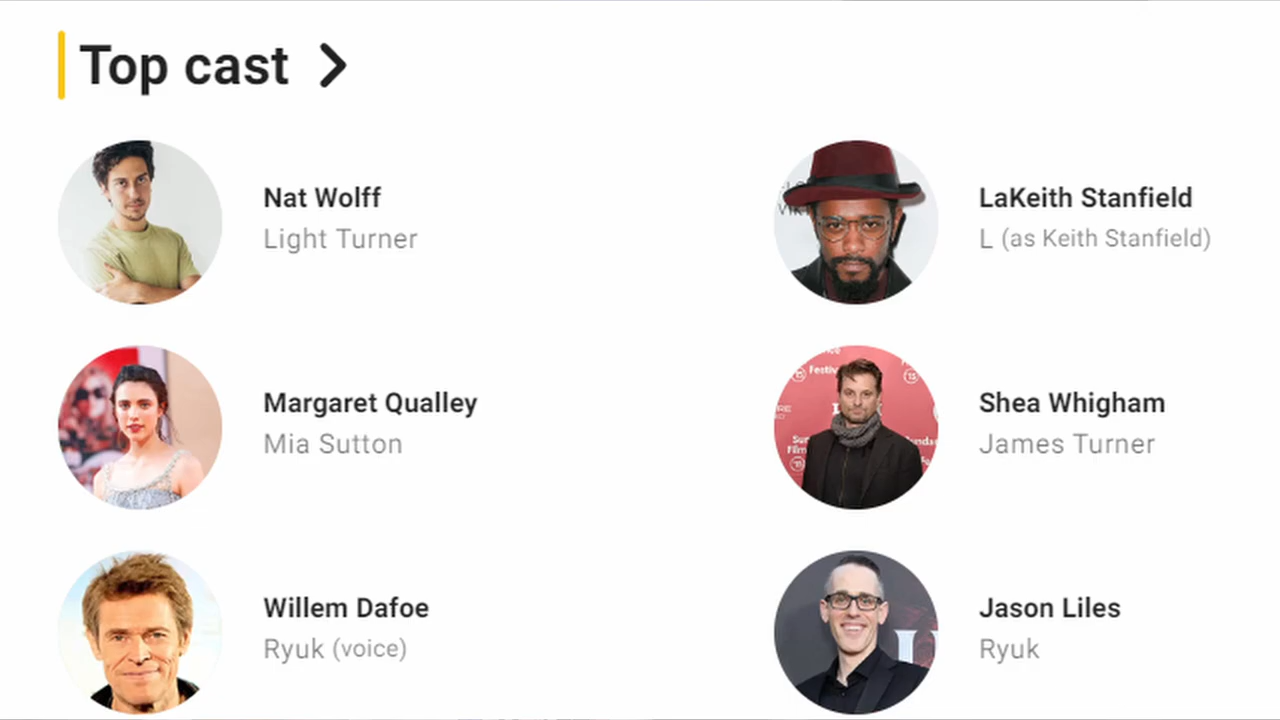 Top cast
Nat Wolff
Light Turner
LaKeith Stanfield
L (as Keith Stanfield)
Margaret Qualley
Mia Sutton
Shea Whigham
James Turner
Willem Dafoe
Ryuk (voice)
Jason Liles
Ryuk